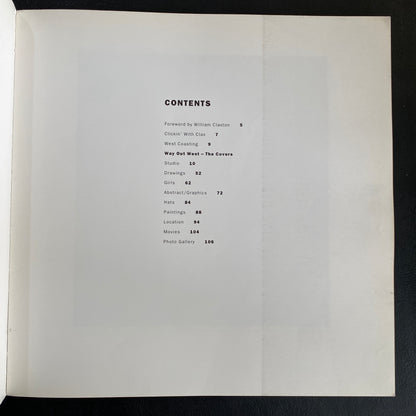 CONTENTS
Foreword by William Claxton 5
Clickin' With Clax 7
West Coasting 9
Way Out West – The Covers
Studio 10
Drawings 52
Girls 62
Abstract/Graphics 72
Hats 84
Paintings 88
Location 94
Movies 104
Photo Gallery 106